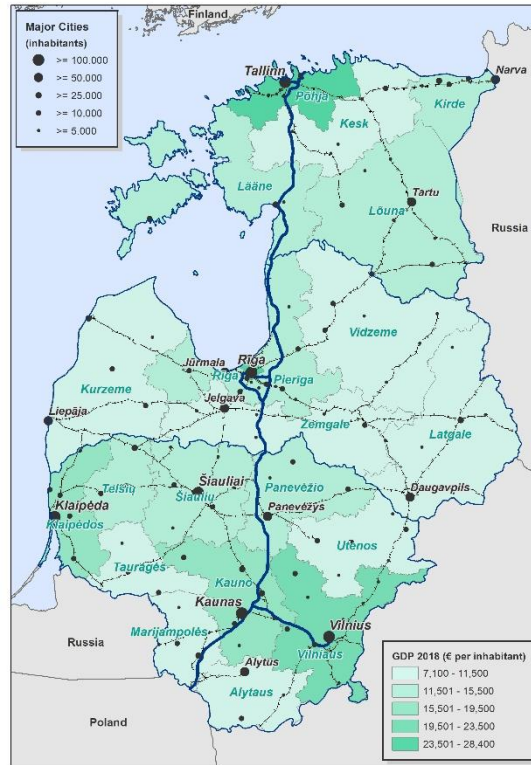 Finland
Major Cities
(inhabitants)
>= 100.000
>= 50.000
>= 25.000
>= 10.000
>= 5.000
Tallinn
Narva
Põhja
Kirde
Kesk
Lääne
Tartu
Lõuna
Russia
Vidzeme
Jūrmala
Rīga
Rīga
Pierīga
Kurzeme
Jelgava
Liepāja
Zemgale
Latgale
Telšių
Šiauliai
Šiaulių
Panevėžio
Daugavpils
Klaipėda
Klaipėdos
Panevėžys
Utenos
Tauragės
Kauno
Kaunas
Vilnius
Russia
Marijampolės
Vilniaus
Alytus
Alytaus
Poland
GDP 2018 (€ per inhabitant)
7,100 - 11,500
11,501 - 15,500
15,501 - 19,500
19,501 - 23,500
23,501 - 28,400